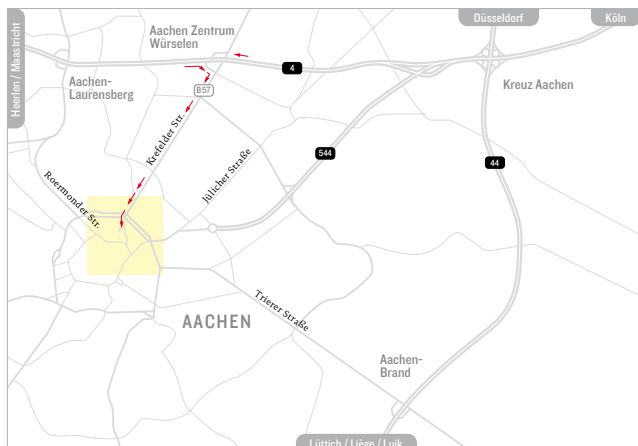 Düsseldorf
Köln
Heerlen / Maastricht
Aachen Zentrum
Würselen
4
Aachen-
Laurensberg
Kreuz Aachen
B57
Krefelder Str.
544
44
Jülicher Straße
Roermonder Str.
Trierer Straße
AACHEN
Aachen-
Brand
Lüttich / Liège / Luik